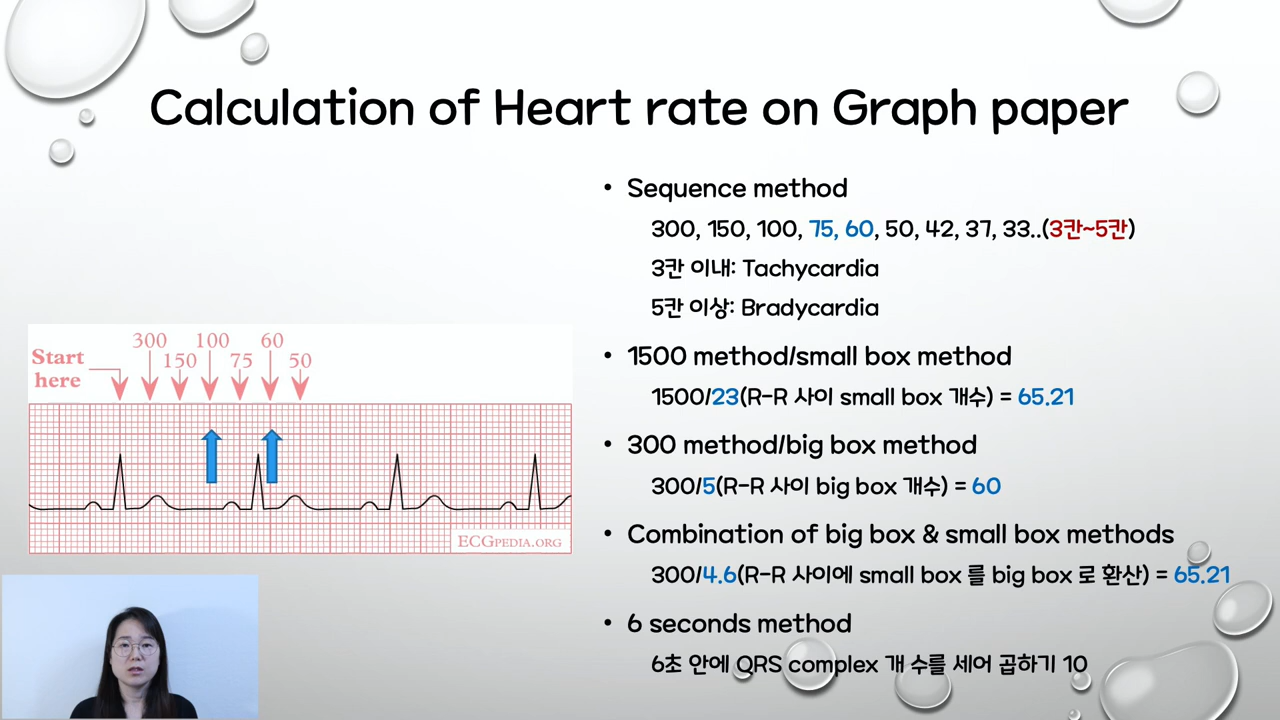 Calculation of Heart rate on Graph paper
• Sequence method
300, 150, 100, 75, 60, 50, 42, 37, 33..(3칸~5칸)
3칸 이내: Tachycardia
5칸 이상: Bradycardia
• 1500 method/small box method
1500/23(R-R 사이 small box 개수) = 65.21
• 300 method/big box method
300/5(R-R 사이 big box 개수) = 60
• Combination of big box & small box methods
300/4.6(R-R 사이에 small box 를 big box 로 환산) = 65.21
• 6 seconds method
6초 안에 QRS complex 개 수를 세어 곱하기 10
300 100 60
Start 150 75 50
here
ECGPEDIA.ORG